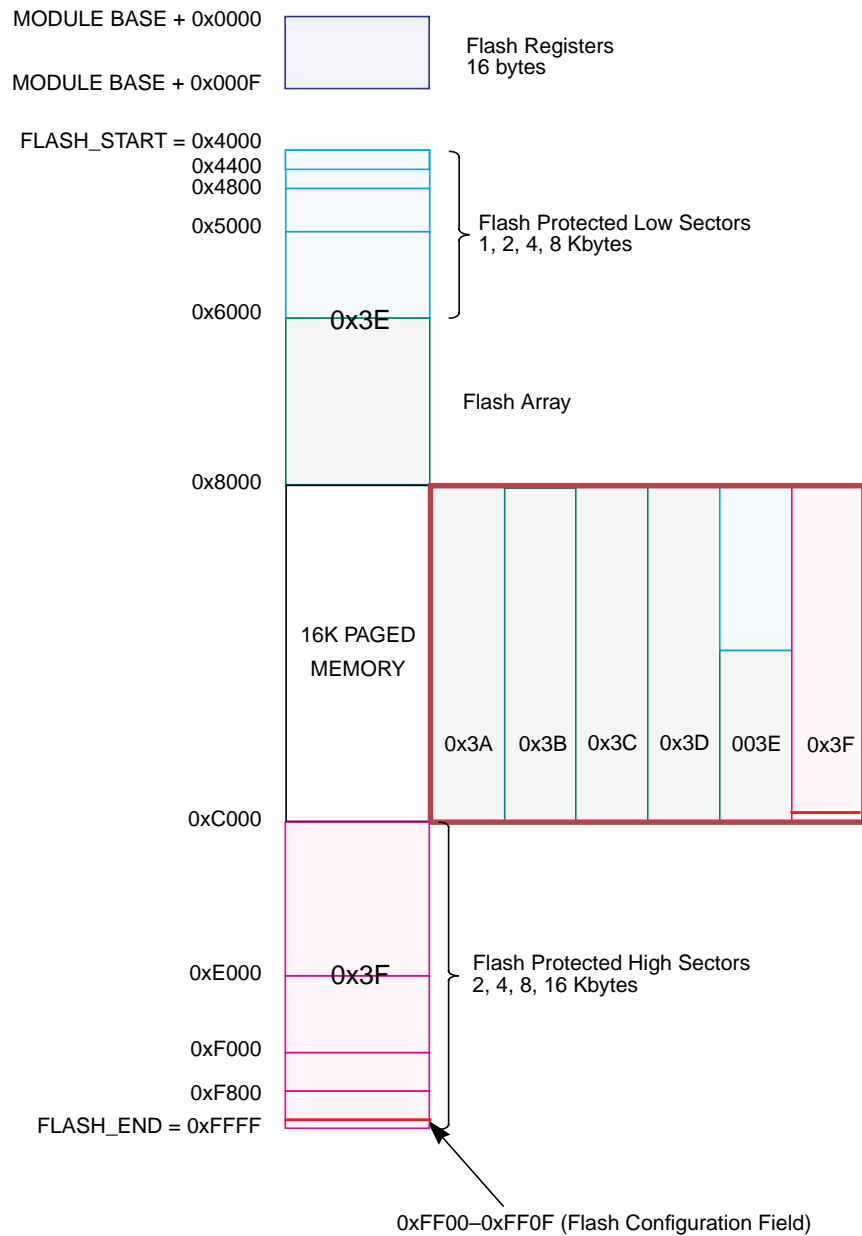 MODULE BASE + 0x0000
Flash Registers
16 bytes
MODULE BASE + 0x000F
FLASH_START = 0x4000
0x4400
0x4800
Flash Protected Low Sectors
1, 2, 4, 8 Kbytes
0x5000
0x6000
0x3E
Flash Array
0x8000
16K PAGED
MEMORY
0x3A
0x3B
0x3C
0x3D
003E
0x3F
0xC000
Flash Protected High Sectors
2, 4, 8, 16 Kbytes
0xE000
0x3F
0xF000
0xF800
FLASH_END = 0xFFFF
0xFF00–0xFF0F (Flash Configuration Field)